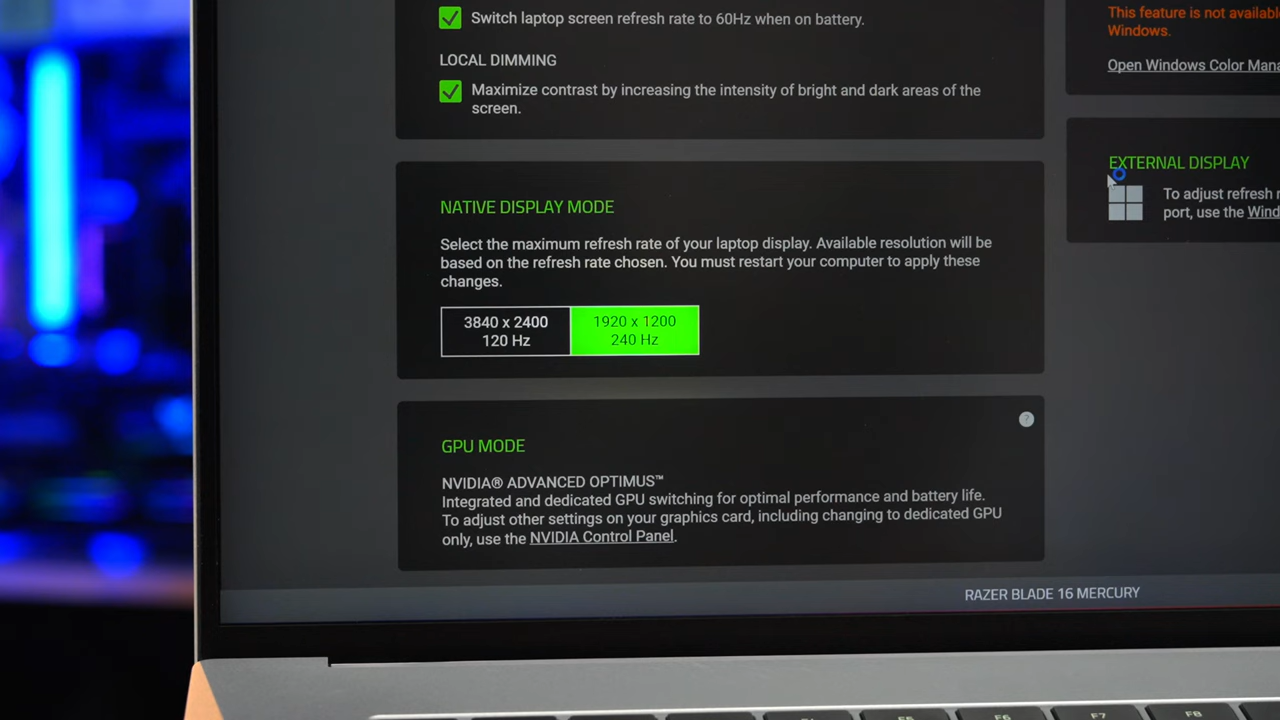 Switch laptop screen refresh rate to 60Hz when on battery.
LOCAL DIMMING
Maximize contrast by increasing the intensity of bright and dark areas of the
screen.
NATIVE DISPLAY MODE
Select the maximum refresh rate of your laptop display. Available resolution will be
based on the refresh rate chosen. You must restart your computer to apply these
changes.
3840 x 2400
120 Hz
1920 x 1200
240 Hz
GPU MODE
NVIDIA® ADVANCED OPTIMUS™
Integrated and dedicated GPU switching for optimal performance and battery life.
To adjust other settings on your graphics card, including changing to dedicated GPU
only, use the NVIDIA Control Panel.
?
This feature is not availabl
Windows.
Open Windows Color Mana
EXTERNAL DISPLAY
To adjust refresh r
port, use the Wind
RAZER BLADE 16 MERCURY
F6
F7
F8